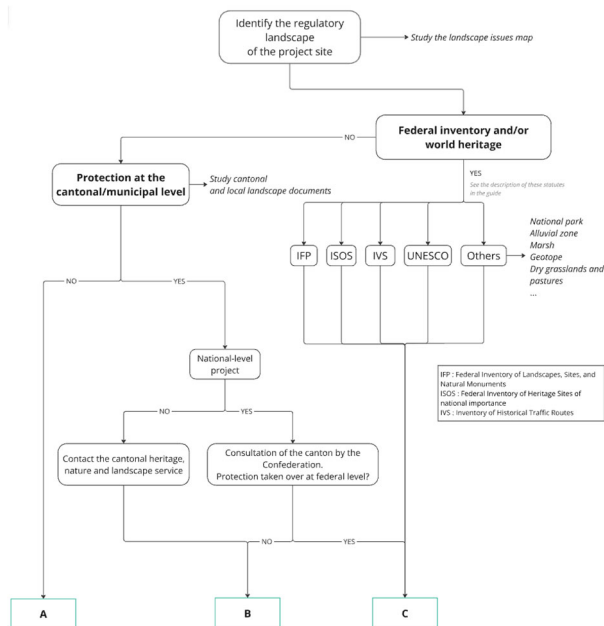 Identify the regulatory
landscape
of the project site
Study the landscape issues map
NO
Federal inventory and/or
world heritage
Protection at the
cantonal/municipal level
Study cantonal
and local landscape documents
YES
See the description of these statutes
in the guide
National park
Alluvial zone
Marsh
Geotope
Dry grasslands and
pastures
...
IFP
ISOS
IVS
UNESCO
Others
NO
YES
National-level
project
IFP : Federal Inventory of Landscapes, Sites, and
Natural Monuments
ISOS : Federal Inventory of Heritage Sites of
national importance
IVS : Inventory of Historical Traffic Routes
NO
YES
Contact the cantonal heritage,
nature and landscape service
Consultation of the canton by the
Confederation.
Protection taken over at federal level?
NO
YES
A
B
C